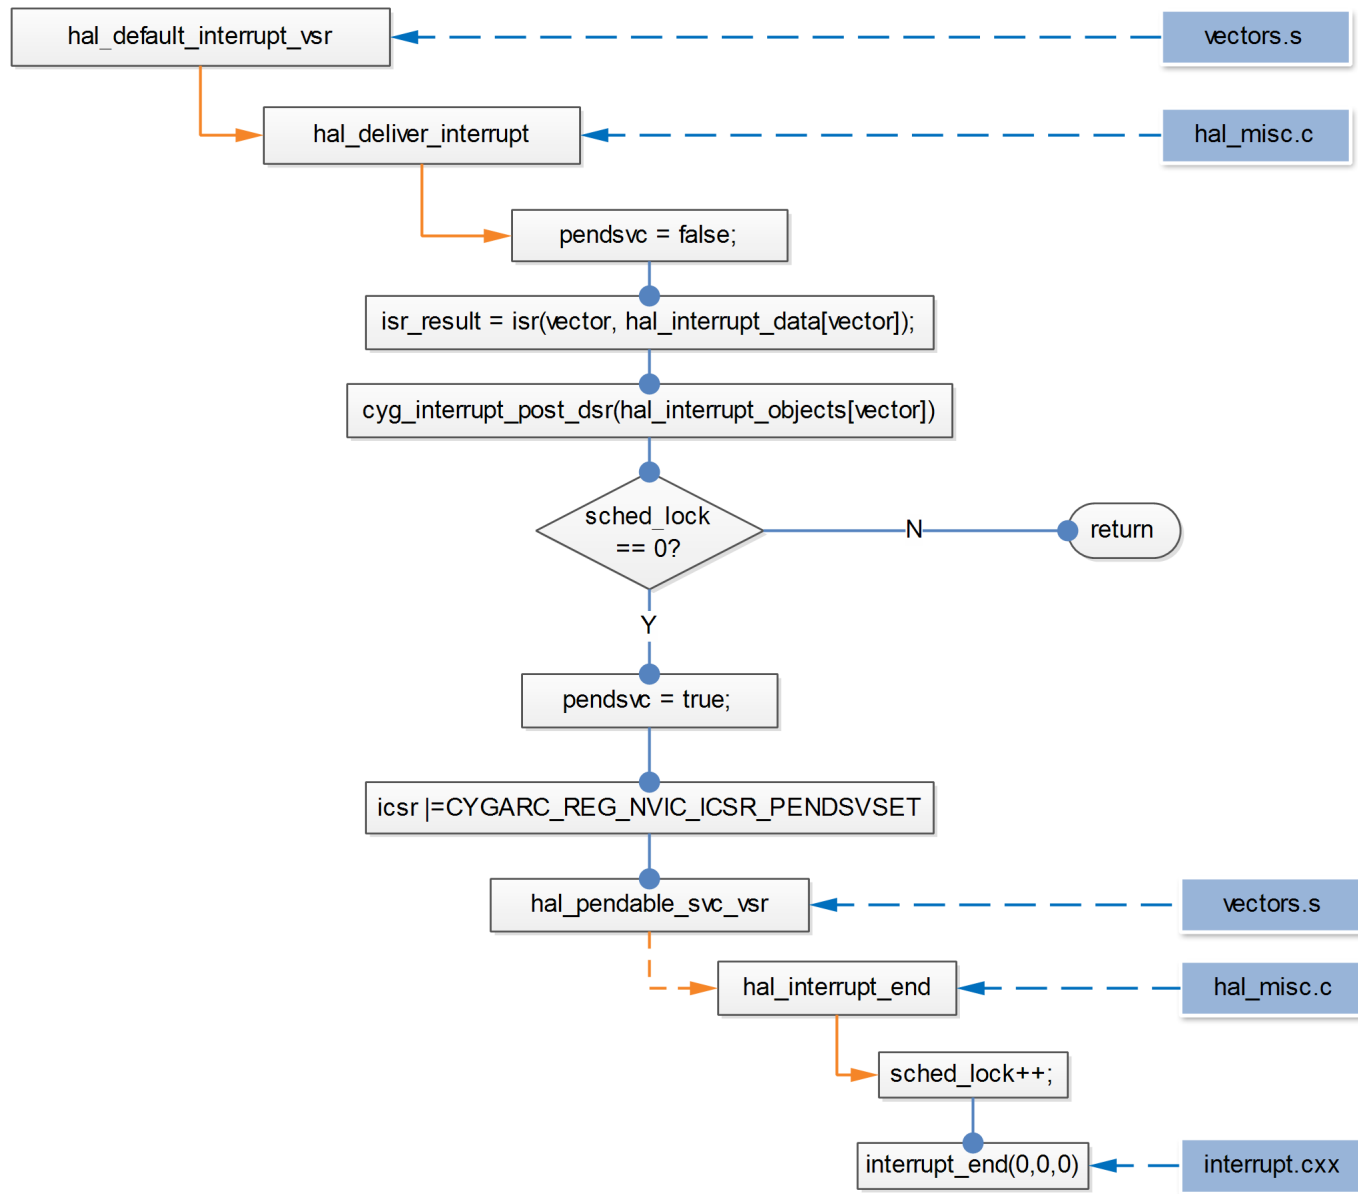 hal_default_interrupt_vsr
vectors.s
hal_deliver_interrupt
hal_misc.c
pendsvc = false;
isr_result = isr(vector, hal_interrupt_data[vector]);
cyg_interrupt_post_dsr(hal_interrupt_objects[vector])
sched_lock
== 0?
N
return
Y
pendsvc = true;
icsr |=CYGARC_REG_NVIC_ICSR_PENDSVSET
hal_pendable_svc_vsr
vectors.s
hal_interrupt_end
hal_misc.c
sched_lock++;
interrupt_end(0,0,0)
interrupt.cxx